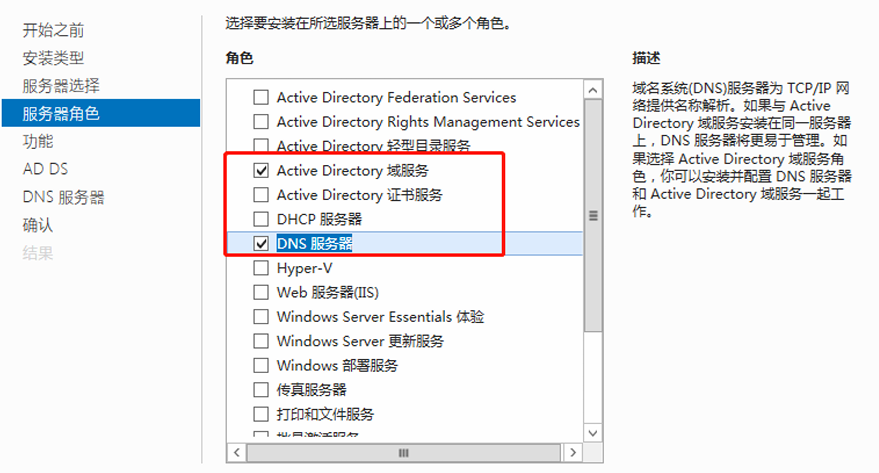 开始之前
安装类型
服务器选择
服务器角色
功能
AD DS
DNS 服务器
确认
结果
选择要安装在所选服务器上的一个或多个角色。
角色
Active Directory Federation Services
Active Directory Rights Management Services
Active Directory 轻型目录服务
Active Directory 域服务
Active Directory 证书服务
DHCP 服务器
DNS 服务器
Hyper-V
Web 服务器(IIS)
Windows Server Essentials 体验
Windows Server 更新服务
Windows 部署服务
传真服务器
打印和文件服务
批量激活服务
描述
域名系统(DNS)服务器为 TCP/IP 网
络提供名称解析。如果与 Active
Directory 域服务安装在同一服务器
上，DNS 服务器将更易于管理。如
果选择 Active Directory 域服务角
色，你可以安装并配置 DNS 服务器
和 Active Directory 域服务一起工
作。